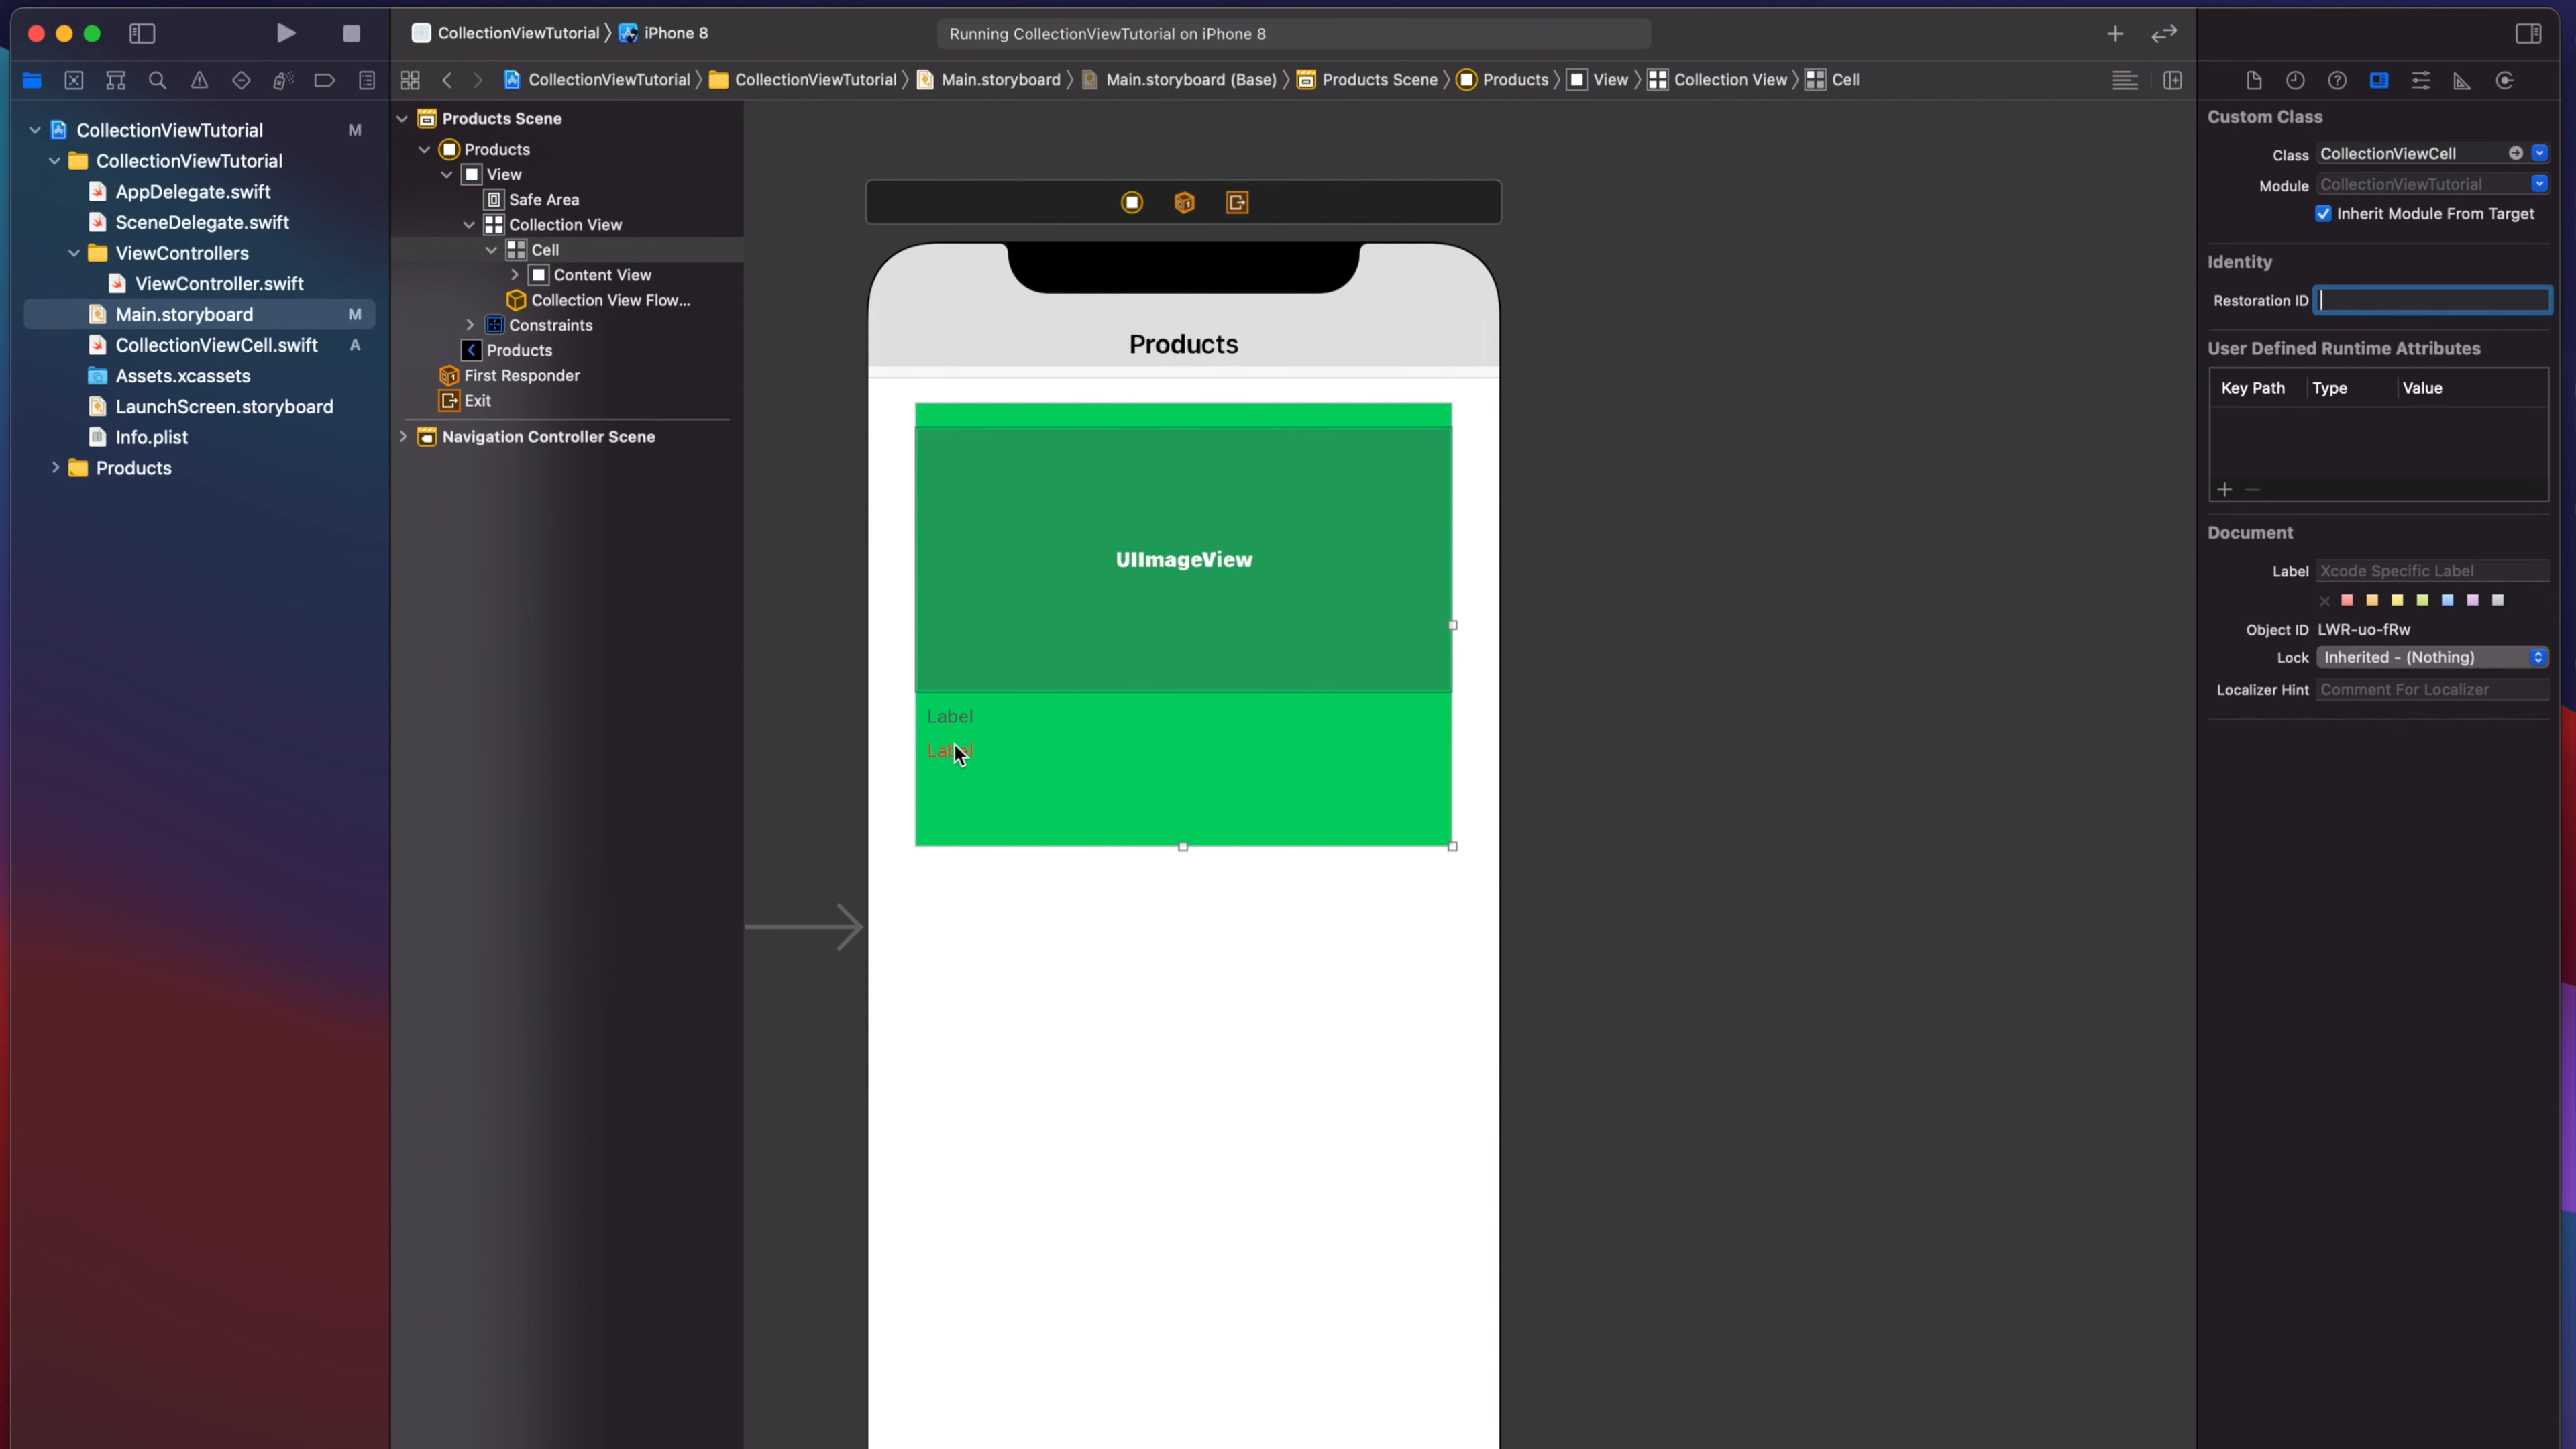 CollectionViewTutorial 〉 iPhone 8
Running CollectionViewTutorial on iPhone 8
CollectionViewTutorial 〉 CollectionViewTutorial 〉 Main.storyboard 〉 Main.storyboard (Base) 〉 Products Scene 〉 Products 〉 View 〉 Collection View 〉 Cell
CollectionViewTutorial M
CollectionViewTutorial
AppDelegate.swift
SceneDelegate.swift
ViewControllers
ViewController.swift
Main.storyboard M
CollectionViewCell.swift A
Assets.xcassets
LaunchScreen.storyboard
Info.plist
Products
Products Scene
Products
View
Safe Area
Collection View
Cell
Content View
Collection View Flow...
Constraints
Products
First Responder
Exit
Navigation Controller Scene
Products
UIImageView
Label
Label
Custom Class
Class CollectionViewCell
Module CollectionViewTutorial
Inherit Module From Target
Identity
Restoration ID
User Defined Runtime Attributes
Key Path Type Value
Document
Label Xcode Specific Label
Object ID LWR-uo-fRw
Lock Inherited - (Nothing)
Localizer Hint Comment For Localizer